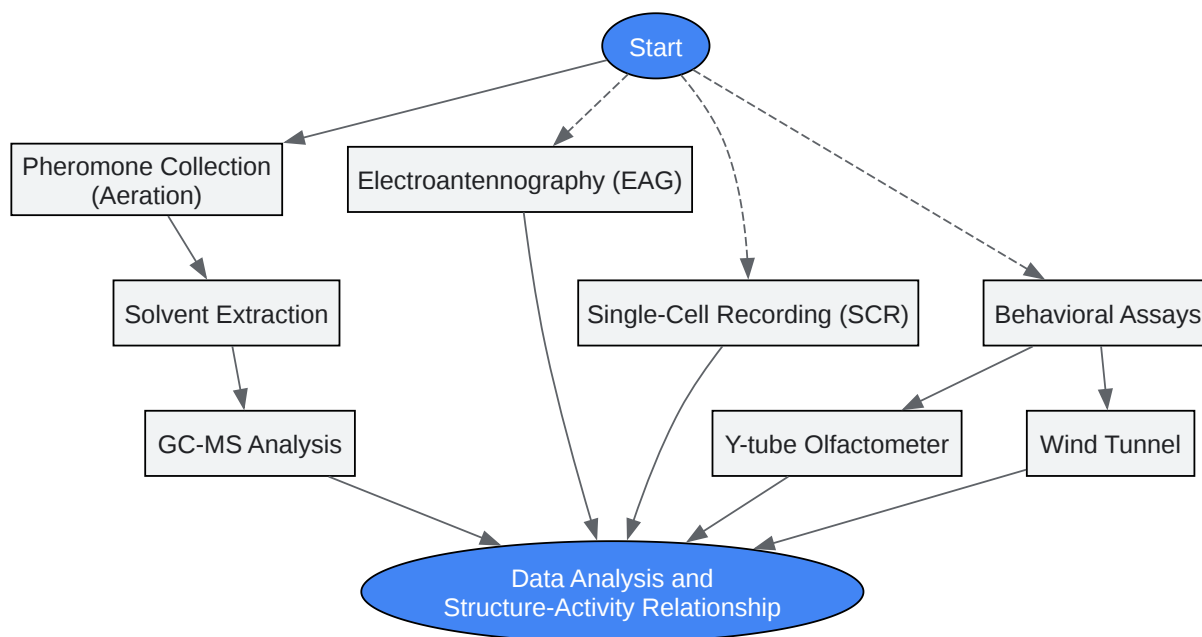 Start
Pheromone Collection
(Aeration)
Electroantennography (EAG)
Solvent Extraction
Single-Cell Recording (SCR)
Behavioral Assays
GC-MS Analysis
Y-tube Olfactometer
Wind Tunnel
Data Analysis and
Structure-Activity Relationship